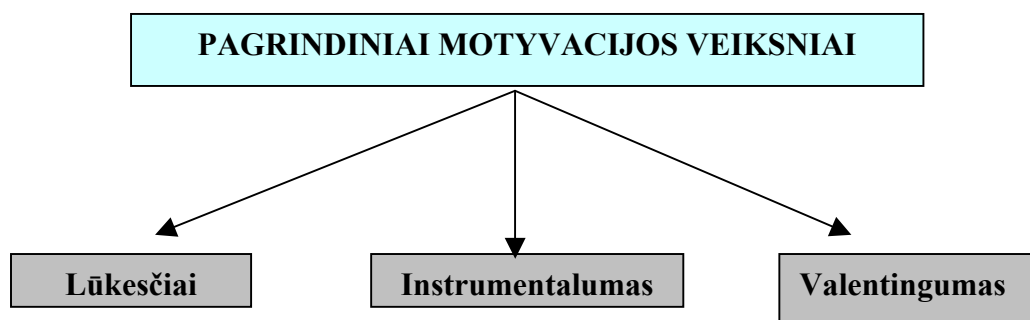 PAGRINDINIAI MOTYVACIJOS VEIKSNIAI
Lūkesčiai
Instrumentalumas
Valentingumas